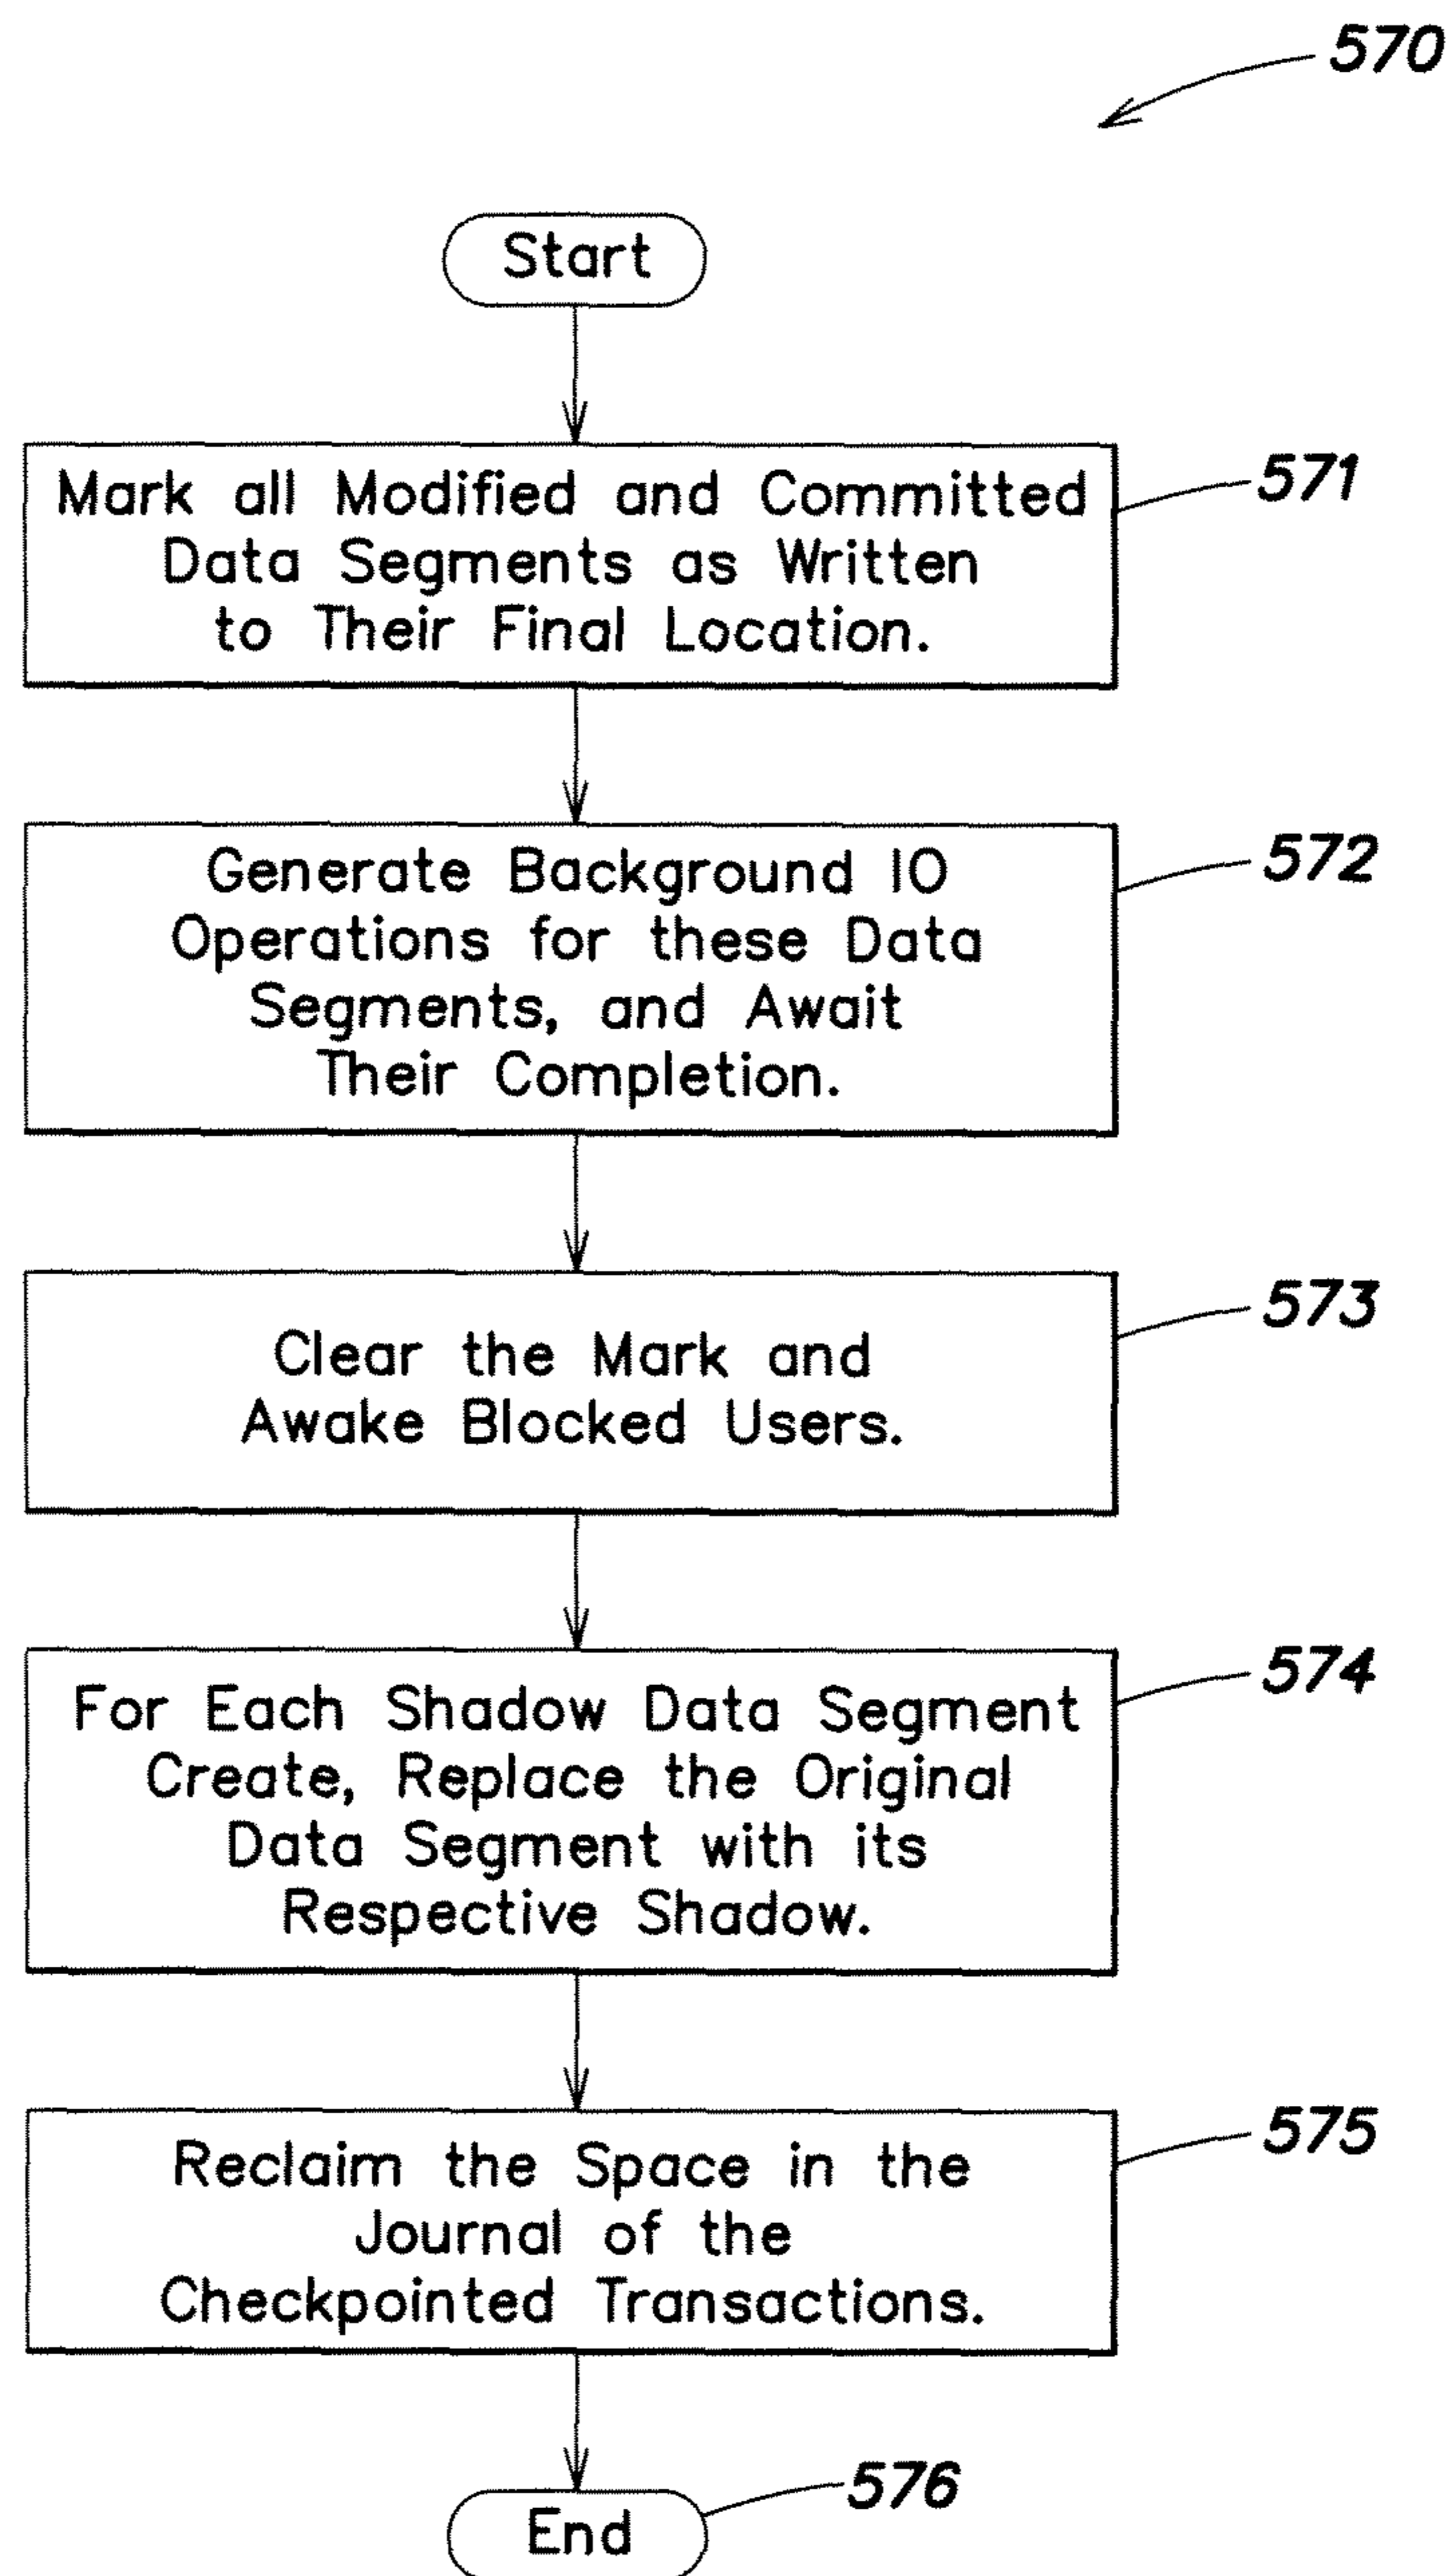 570
Start
Mark all Modified and Committed
Data Segments as Written
to Their Final Location.
571
Generate Background IO
Operations for these Data
Segments, and Await
Their Completion.
572
Clear the Mark and
Awake Blocked Users.
573
For Each Shadow Data Segment
Create, Replace the Original
Data Segment with its
Respective Shadow.
574
Reclaim the Space in the
Journal of the
Checkpointed Transactions.
575
End
576